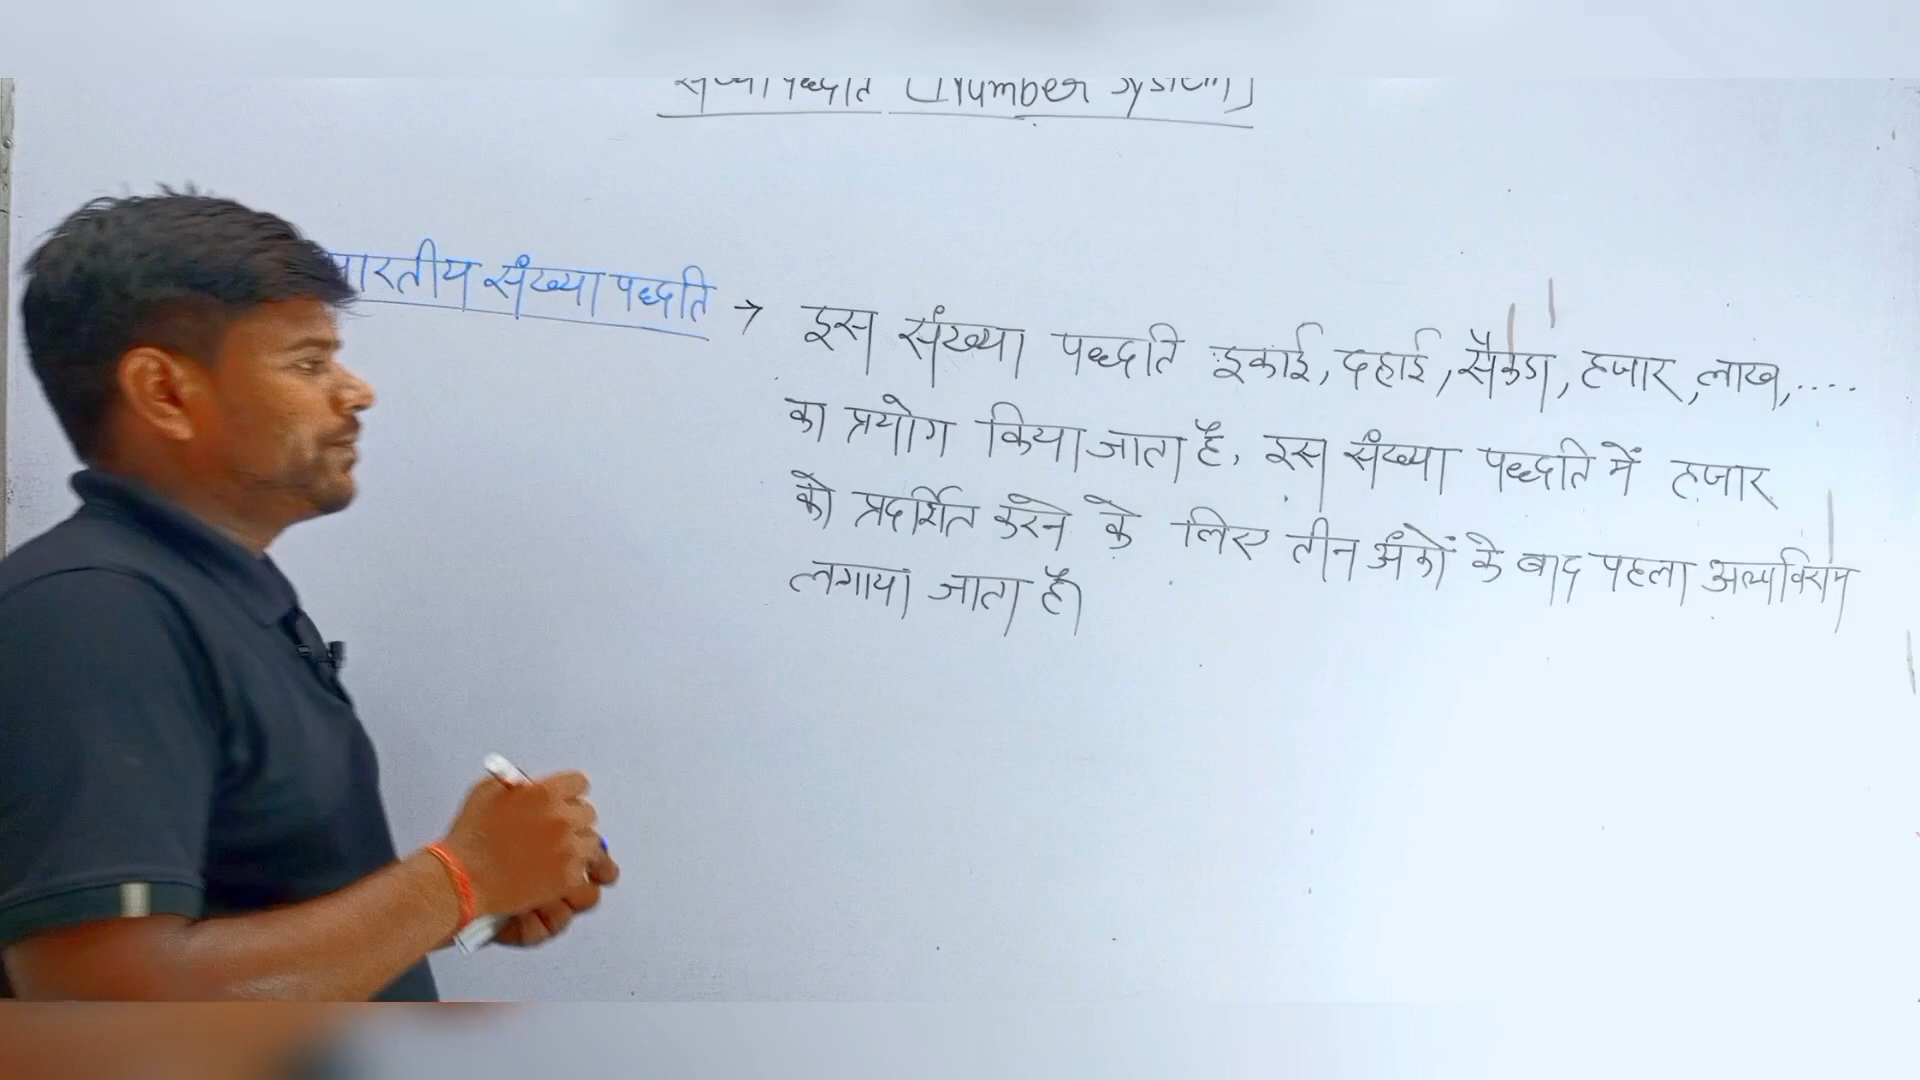 संख्या पद्धति (Number System)
भारतीय संख्या पद्धति → इस संख्या पद्धति इकाई, दहाई, सैकड़ा, हजार, लाख,....
का प्रयोग किया जाता है, इस संख्या पद्धति में हजार
को प्रदर्शित करने के लिए तीन अंकों के बाद पहला अल्पविराम
लगाया जाता है।